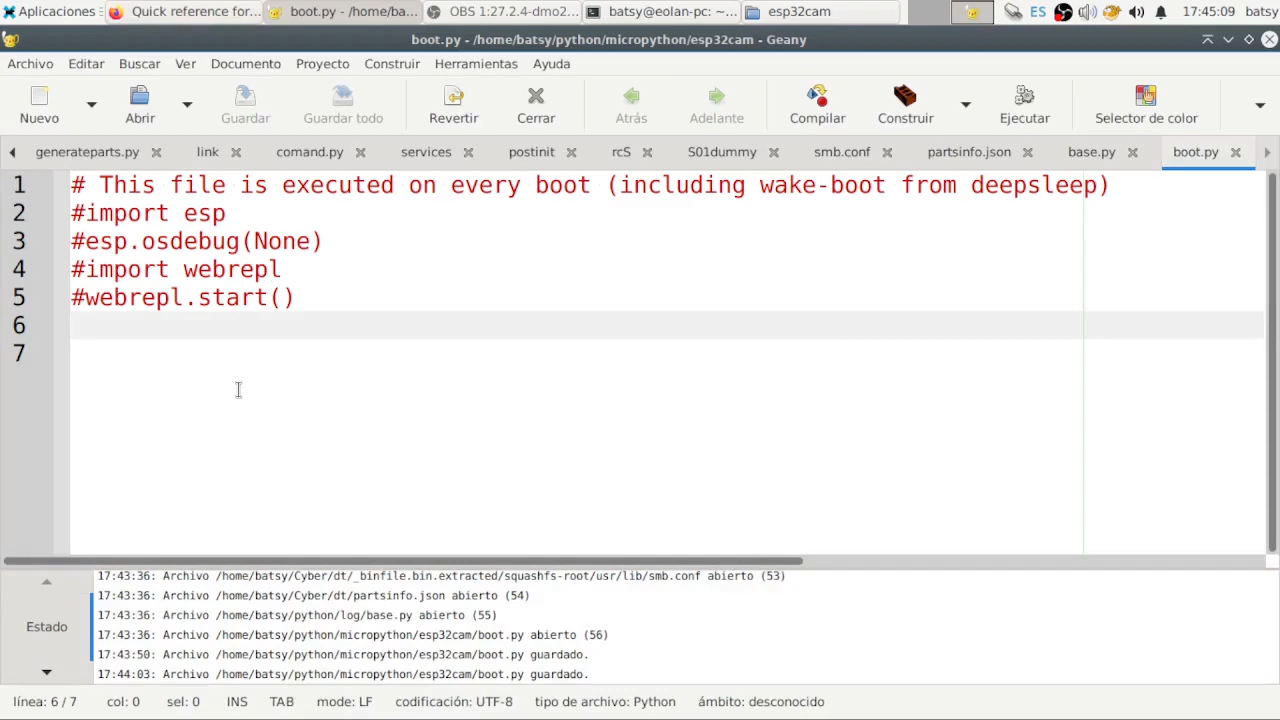 Aplicaciones
Quick reference for...
boot.py - /home/ba...
OBS 1:27.2.4-dmo2...
batsy@eolan-pc: ~...
esp32cam
ES
17:45:09
batsy
boot.py - /home/batsy/python/micropython/esp32cam - Geany
Archivo Editar Buscar Ver Documento Proyecto Construir Herramientas Ayuda
Nuevo Abrir Guardar Guardar todo Revertir Cerrar Atrás Adelante Compilar Construir Ejecutar Selector de color
generateparts.py link comand.py services postinit rcS S01dummy smb.conf partsinfo.json base.py boot.py
1 # This file is executed on every boot (including wake-boot from deepsleep)
2 #import esp
3 #esp.osdebug(None)
4 #import webrepl
5 #webrepl.start()
6
7
Estado
17:43:36: Archivo /home/batsy/Cyber/dt/_binfile.bin.extracted/squashfs-root/usr/lib/smb.conf abierto (53)
17:43:36: Archivo /home/batsy/Cyber/dt/partsinfo.json abierto (54)
17:43:36: Archivo /home/batsy/python/log/base.py abierto (55)
17:43:36: Archivo /home/batsy/python/micropython/esp32cam/boot.py abierto (56)
17:43:50: Archivo /home/batsy/python/micropython/esp32cam/boot.py guardado.
17:44:03: Archivo /home/batsy/python/micropython/esp32cam/boot.py guardado.
línea: 6 / 7 col: 0 sel: 0 INS TAB mode: LF codificación: UTF-8 tipo de archivo: Python ámbito: desconocido